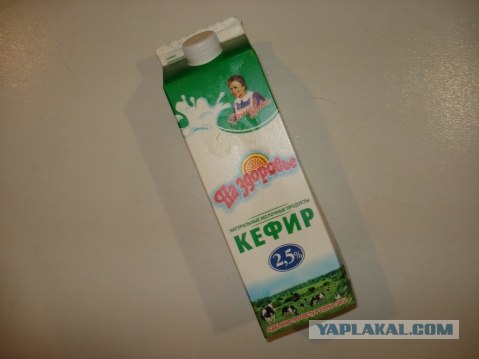 На здоровье
НАТУРАЛЬНЫЕ МОЛОЧНЫЕ ПРОДУКТЫ
КЕФИР
2,5%
YAPLAKAL.COM